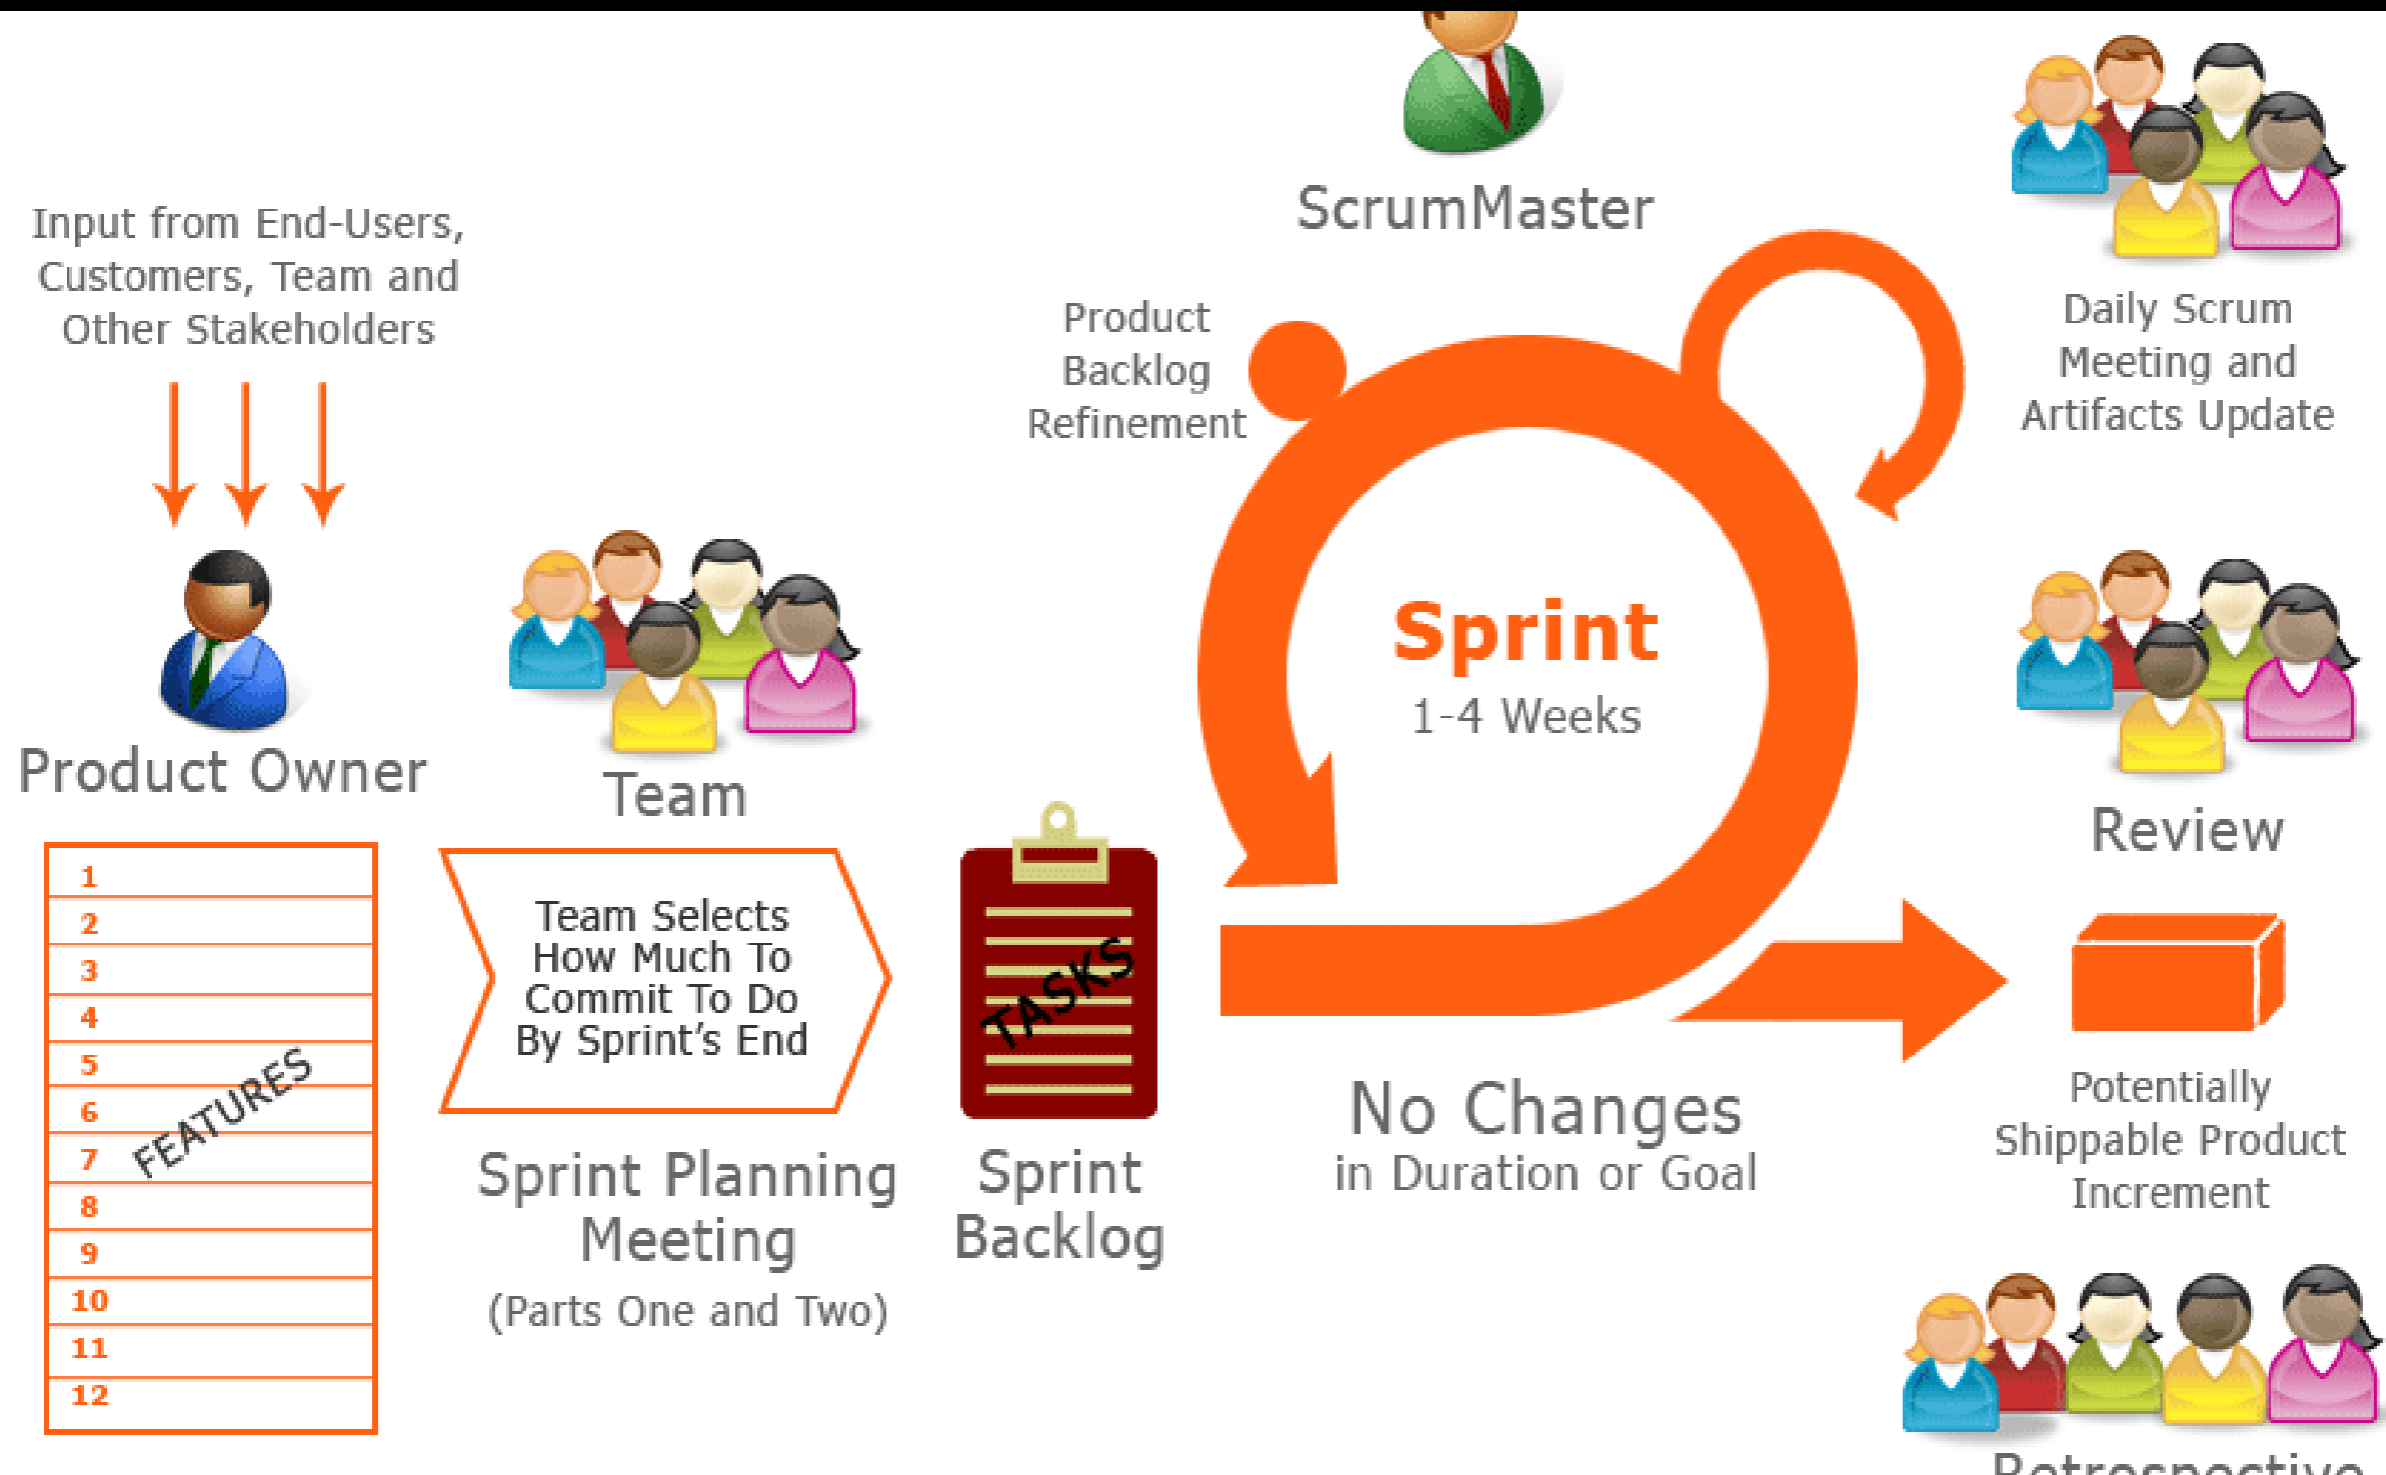 Input from End-Users,
Customers, Team and
Other Stakeholders
Product Owner
1
2
3
4
5
6
7
8
9
10
11
12
FEATURES
Team
Team Selects
How Much To
Commit To Do
By Sprint's End
Sprint Planning
Meeting
(Parts One and Two)
TASKS
Sprint
Backlog
ScrumMaster
Product
Backlog
Refinement
Sprint
1-4 Weeks
No Changes
in Duration or Goal
Daily Scrum
Meeting and
Artifacts Update
Review
Potentially
Shippable Product
Increment
Retrospective